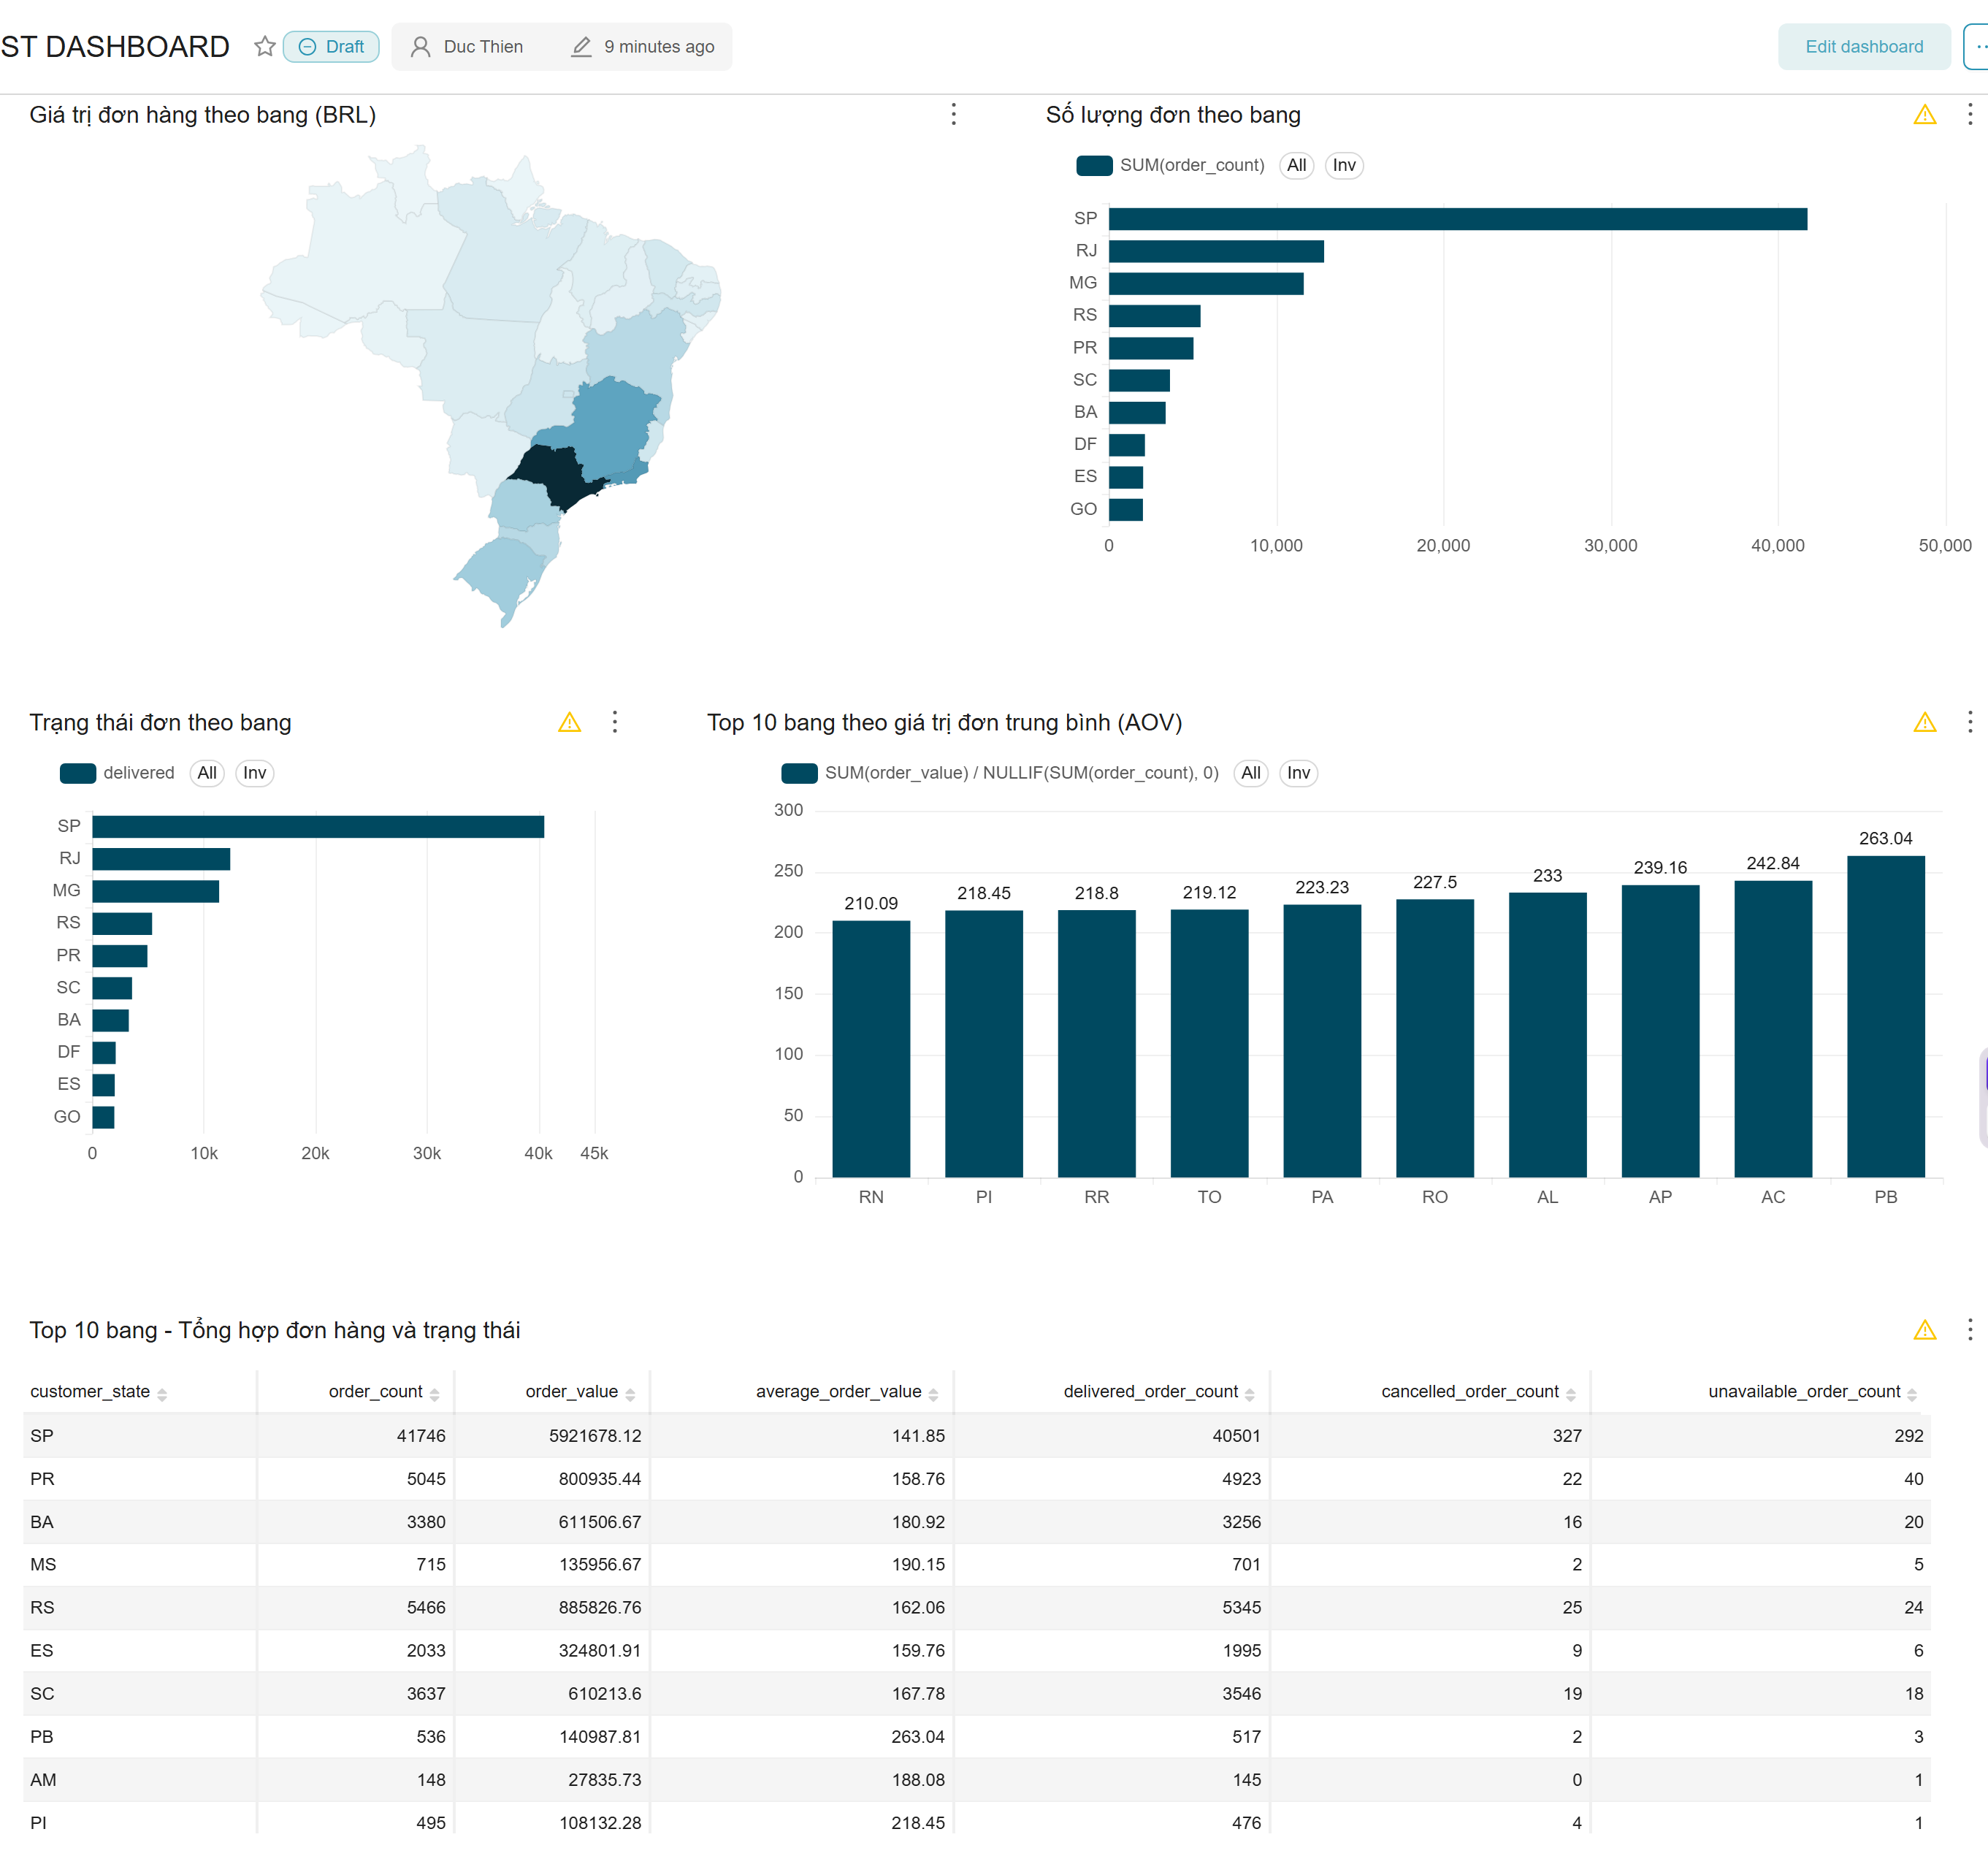 ST DASHBOARD Draft Duc Thien 9 minutes ago Edit dashboard
Giá trị đơn hàng theo bang (BRL)
Số lượng đơn theo bang
SUM(order_count) All Inv
SP
RJ
MG
RS
PR
SC
BA
DF
ES
GO
0 10,000 20,000 30,000 40,000 50,000
Trạng thái đơn theo bang
delivered All Inv
SP
RJ
MG
RS
PR
SC
BA
DF
ES
GO
0 10k 20k 30k 40k 45k
Top 10 bang theo giá trị đơn trung bình (AOV)
SUM(order_value) / NULLIF(SUM(order_count), 0) All Inv
300
250
200
150
100
50
0
210.09 218.45 218.8 219.12 223.23 227.5 233 239.16 242.84 263.04
RN PI RR TO PA RO AL AP AC PB
Top 10 bang - Tổng hợp đơn hàng và trạng thái
customer_state order_count order_value average_order_value delivered_order_count cancelled_order_count unavailable_order_count
SP 41746 5921678.12 141.85 40501 327 292
PR 5045 800935.44 158.76 4923 22 40
BA 3380 611506.67 180.92 3256 16 20
MS 715 135956.67 190.15 701 2 5
RS 5466 885826.76 162.06 5345 25 24
ES 2033 324801.91 159.76 1995 9 6
SC 3637 610213.6 167.78 3546 19 18
PB 536 140987.81 263.04 517 2 3
AM 148 27835.73 188.08 145 0 1
PI 495 108132.28 218.45 476 4 1